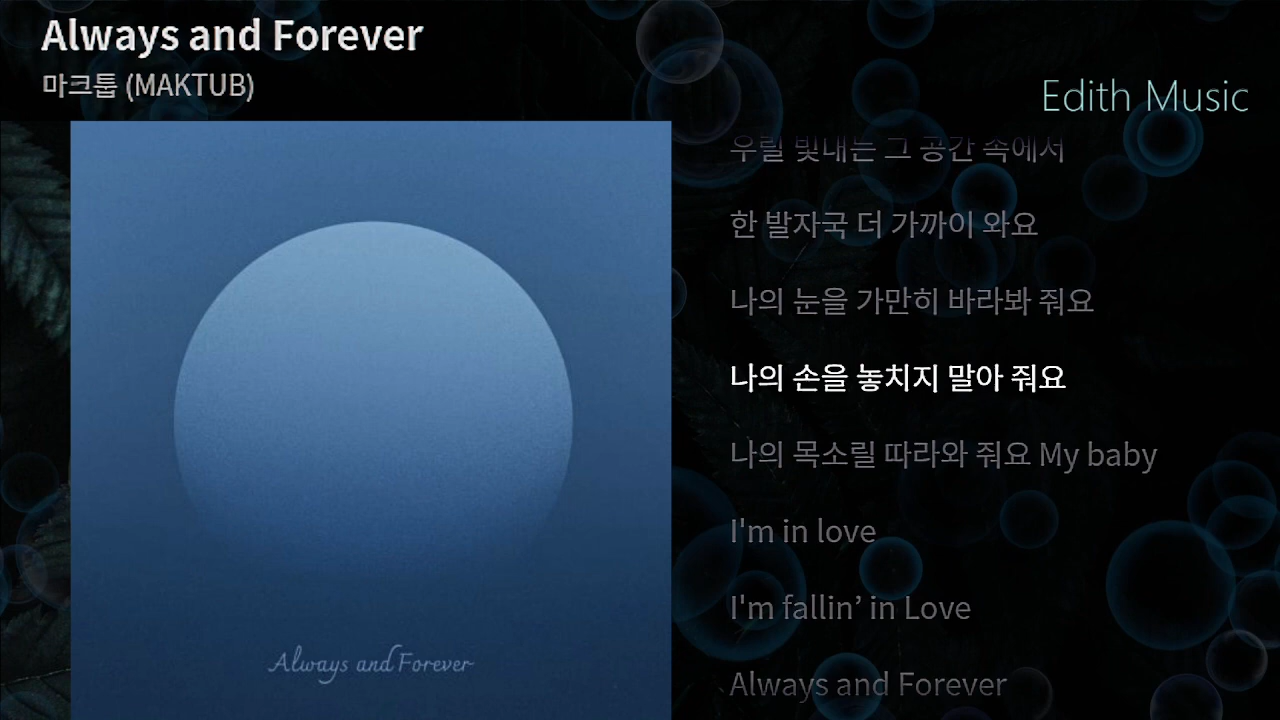 Always and Forever
마크툽 (MAKTUB)
Edith Music
우릴 빛내는 그 공간 속에서
한 발자국 더 가까이 와요
나의 눈을 가만히 바라봐 줘요
나의 손을 놓치지 말아 줘요
나의 목소릴 따라와 줘요 My baby
I'm in love
I'm fallin’ in Love
Always and Forever
Always and Forever